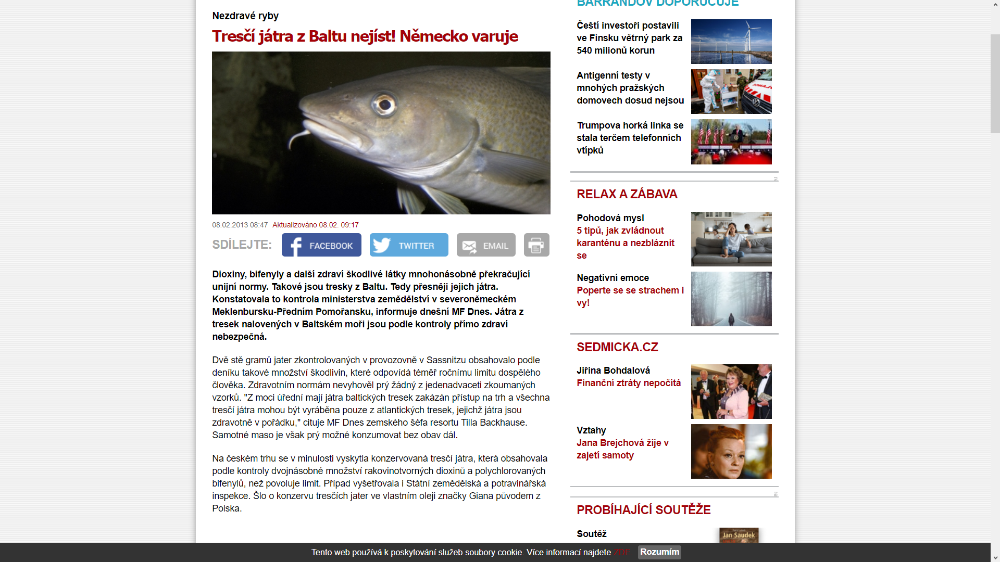 Nezdravé ryby
Tresčí játra z Baltu nejíst! Německo varuje
08.02.2013 08:47 Aktualizováno 08.02. 09:17
SDÍLEJTE:
FACEBOOK
TWITTER
EMAIL
Dioxiny, bifenyly a další zdraví škodlivé látky mnohonásobně překračující
unijní normy. Takové jsou tresky z Baltu. Tedy přesněji jejich játra.
Konstatovala to kontrola ministerstva zemědělství v severoněmeckém
Meklenbursku-Předním Pomořansku, informuje dnešní MF Dnes. Játra z
tresek nalovených v Baltském moři jsou podle kontroly přímo zdraví
nebezpečná.
Dvě stě gramů jater zkontrolovaných v provozovně v Sassnitzu obsahovalo podle
deníku takové množství škodlivin, které odpovídá téměř ročnímu limitu dospělého
člověka. Zdravotním normám nevyhověl prý žádný z jedenadvaceti zkoumaných
vzorků. "Z moci úřední mají játra baltických tresek zakázán přístup na trh a všechna
tresčí játra mohou být vyráběna pouze z atlantických tresek, jejichž játra jsou
zdravotně v pořádku," cituje MF Dnes zemského šéfa resortu Tilla Backhause.
Samotné maso je však prý možné konzumovat bez obav dál.
Na českém trhu se v minulosti vyskytla konzervovaná tresčí játra, která obsahovala
podle kontroly dvojnásobné množství rakovinotvorných dioxinů a polychlorovaných
bifenylů, než povoluje limit. Případ vyšetřovala i Státní zemědělská a potravinářská
inspekce. Šlo o konzervu tresčích jater ve vlastním oleji značky Giana původem z
Polska.
BARRANDOV DOPORUČUJE
Čeští investoři postavili
ve Finsku větrný park za
540 milionů korun
Antigenní testy v
mnohých pražských
domovech dosud nejsou
Trumpova horká linka se
stala terčem telefonních
vtípků
RELAX A ZÁBAVA
Pohodová mysl
5 tipů, jak zvládnout
karanténu a nezbláznit
se
Negativní emoce
Poperte se se strachem i
vy!
SEDMICKA.CZ
Jiřina Bohdalová
Finanční ztráty nepočítá
Vztahy
Jana Brejchová žije v
zajetí samoty
PROBÍHAJÍCÍ SOUTĚŽE
Soutěž
Jan Saudek
Tento web používá k poskytování služeb soubory cookie. Více informací najdete ZDE. Rozumím